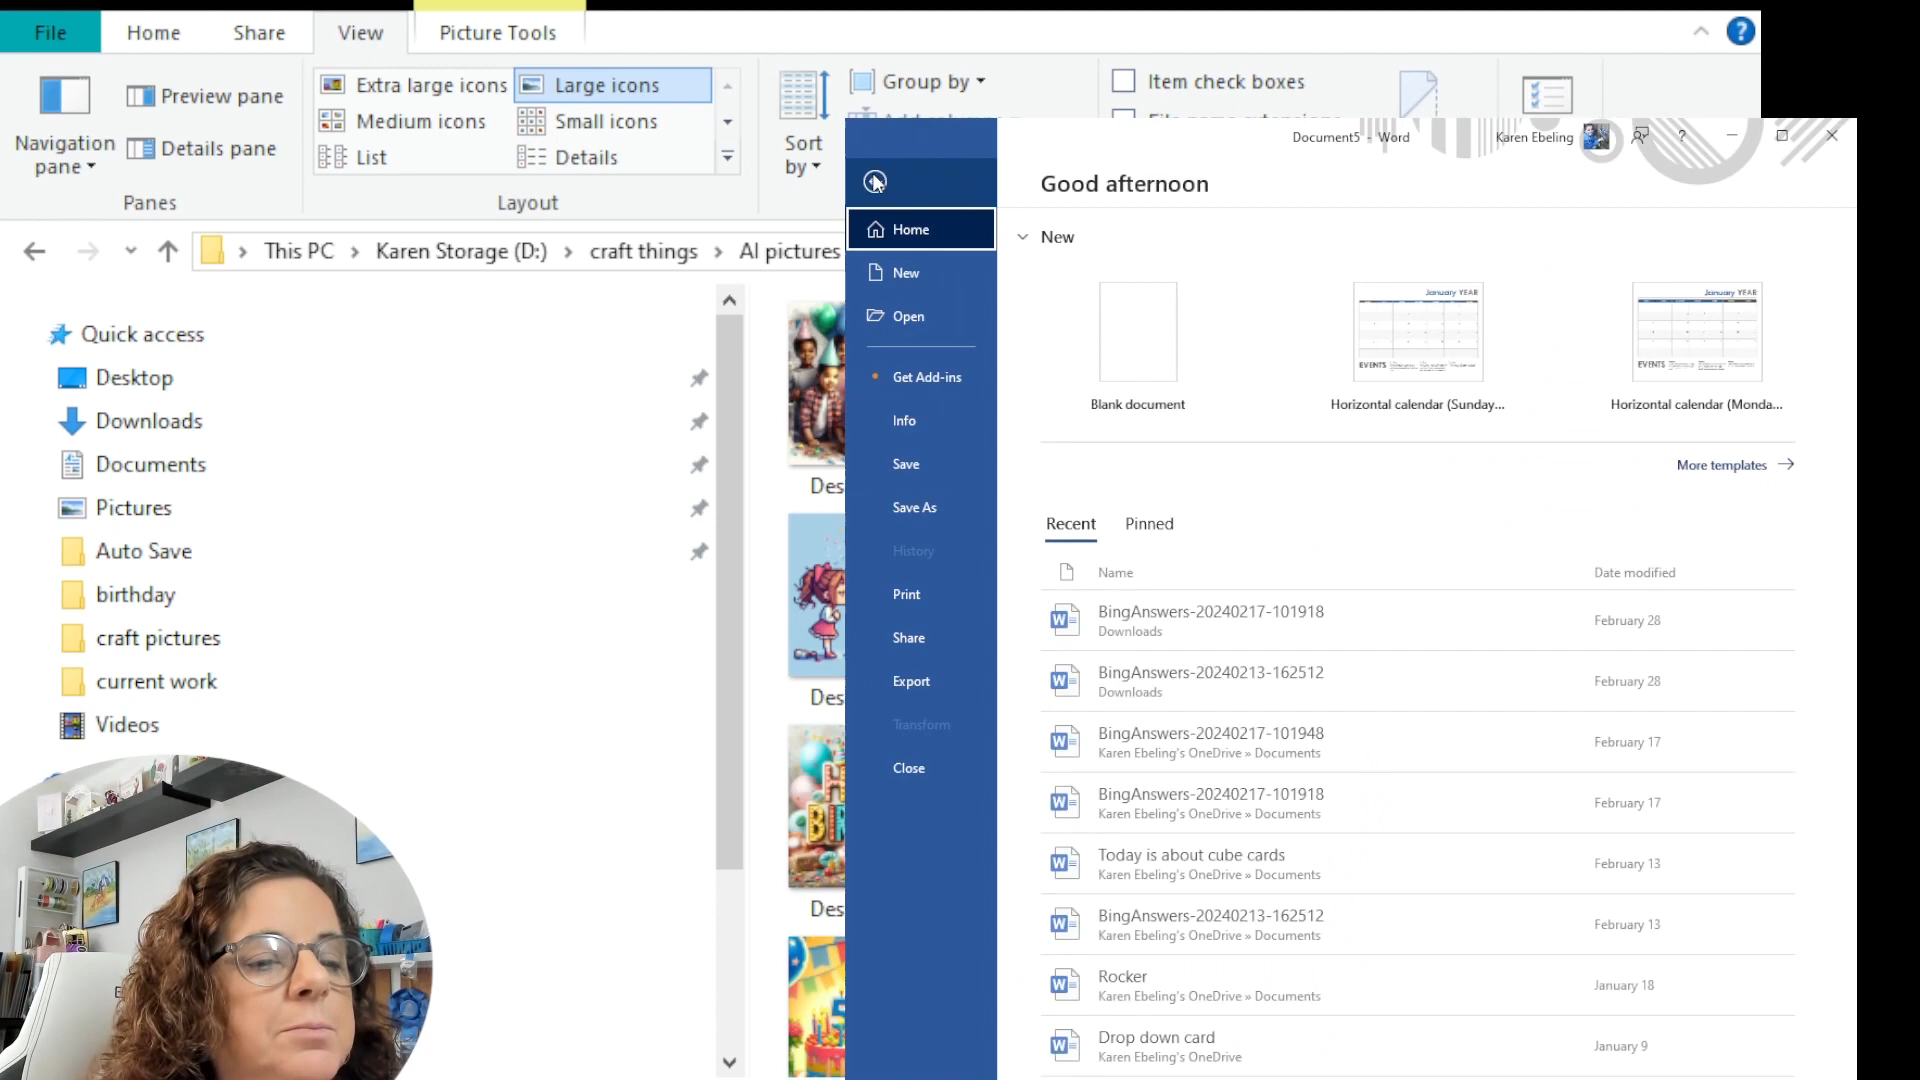 File
Home
Share
View
Picture Tools
?
Navigation
pane
Preview pane
Details pane
Panes
Extra large icons
Large icons
Medium icons
Small icons
List
Details
Layout
Sort
by
Group by
Item check boxes
This PC
Karen Storage (D:)
craft things
AI pictures
Quick access
Desktop
Downloads
Documents
Pictures
Auto Save
birthday
craft pictures
current work
Videos
Des
Des
Des
Document5 - Word
Karen Ebeling
?
Good afternoon
Home
New
Open
Get Add-ins
Info
Save
Save As
History
Print
Share
Export
Transform
Close
New
January YEAR
EVENTS
January YEAR
EVENTS
Blank document
Horizontal calendar (Sunday...
Horizontal calendar (Monda...
More templates
Recent
Pinned
Name
Date modified
BingAnswers-20240217-101918
Downloads
February 28
BingAnswers-20240213-162512
Downloads
February 28
BingAnswers-20240217-101948
Karen Ebeling's OneDrive » Documents
February 17
BingAnswers-20240217-101918
Karen Ebeling's OneDrive » Documents
February 17
Today is about cube cards
Karen Ebeling's OneDrive » Documents
February 13
BingAnswers-20240213-162512
Karen Ebeling's OneDrive » Documents
February 13
Rocker
Karen Ebeling's OneDrive » Documents
January 18
Drop down card
Karen Ebeling's OneDrive
January 9